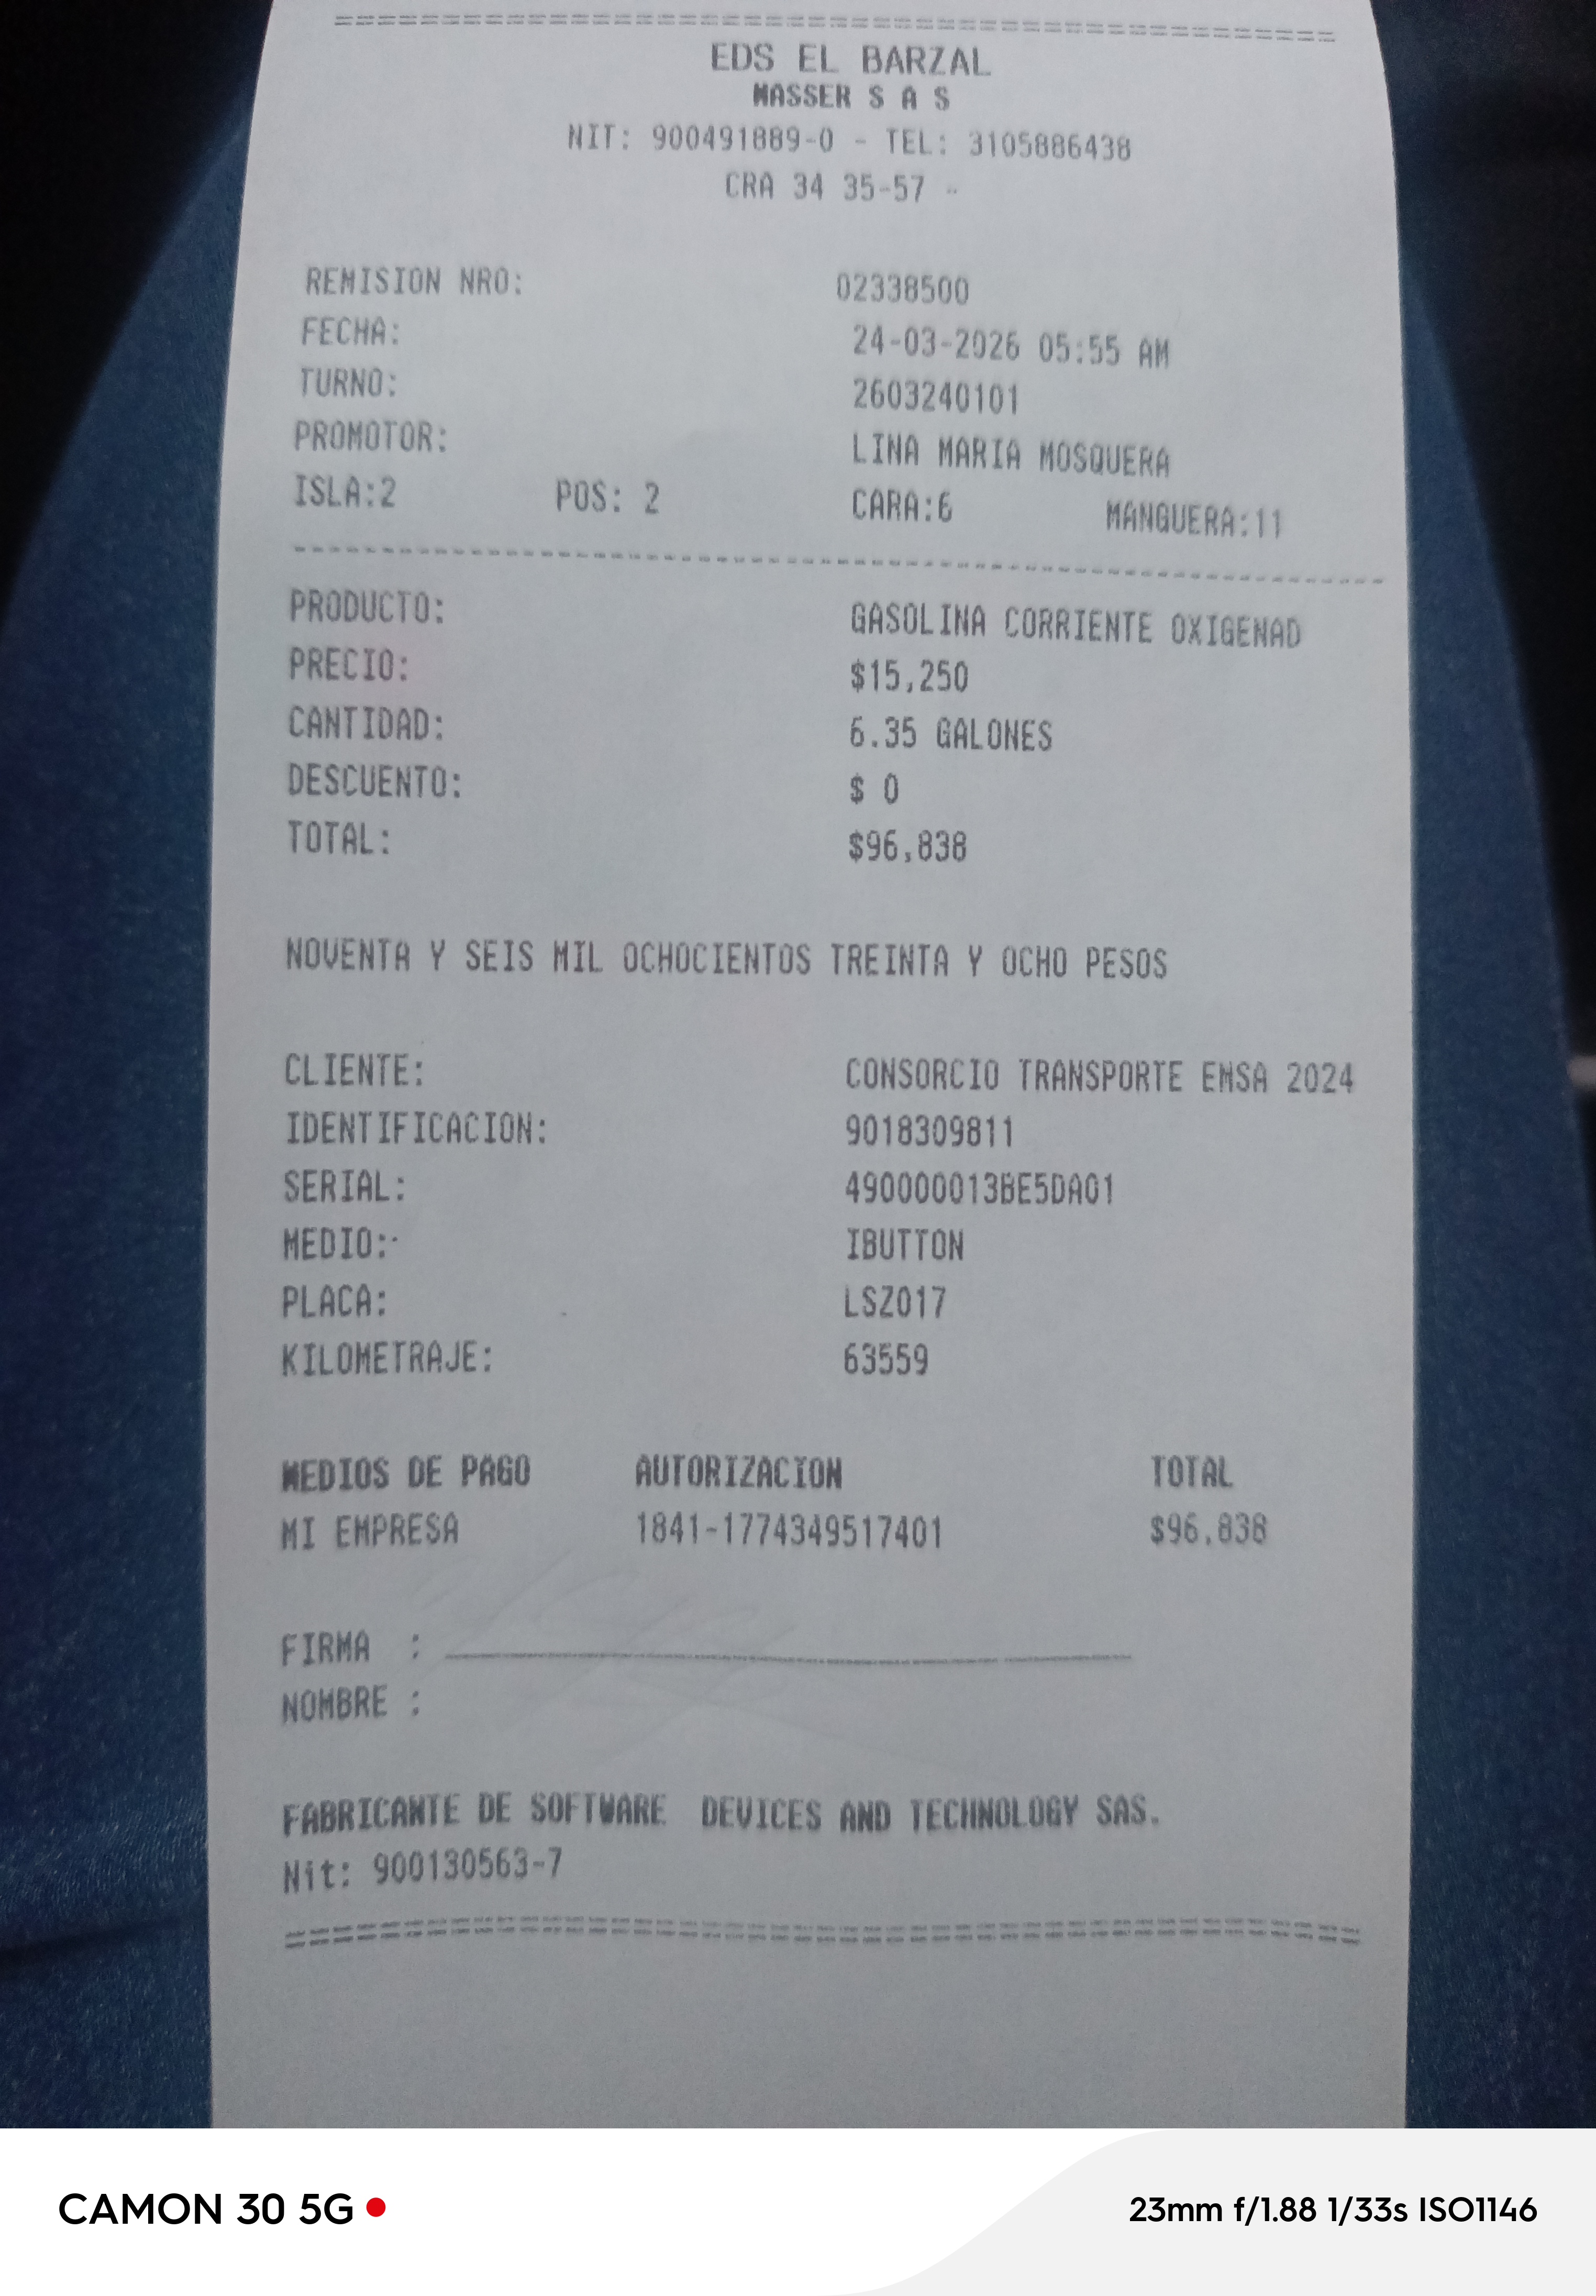 EDS EL BARZAL
MASSER S A S
NIT: 900491889-0 - TEL: 3105886438
CRA 34 35-57 -
REMISION NRO: 02338500
FECHA: 24-03-2026 05:55 AM
TURNO: 2603240101
PROMOTOR: LINA MARIA MOSQUERA
ISLA:2 POS: 2 CARA:6 MANGUERA:11
PRODUCTO: GASOLINA CORRIENTE OXIGENAD
PRECIO: $15,250
CANTIDAD: 6.35 GALONES
DESCUENTO: $ 0
TOTAL: $96,838
NOVENTA Y SEIS MIL OCHOCIENTOS TREINTA Y OCHO PESOS
CLIENTE: CONSORCIO TRANSPORTE EMSA 2024
IDENTIFICACION: 9018309811
SERIAL: 490000013BE5DA01
MEDIO: IBUTTON
PLACA: LSZ017
KILOMETRAJE: 63559
MEDIOS DE PAGO AUTORIZACION TOTAL
MI EMPRESA 1841-1774349517401 $96,838
FIRMA :
NOMBRE :
FABRICANTE DE SOFTWARE DEVICES AND TECHNOLOGY SAS.
Nit: 900130563-7
CAMON 30 5G
23mm f/1.88 1/33s ISO1146